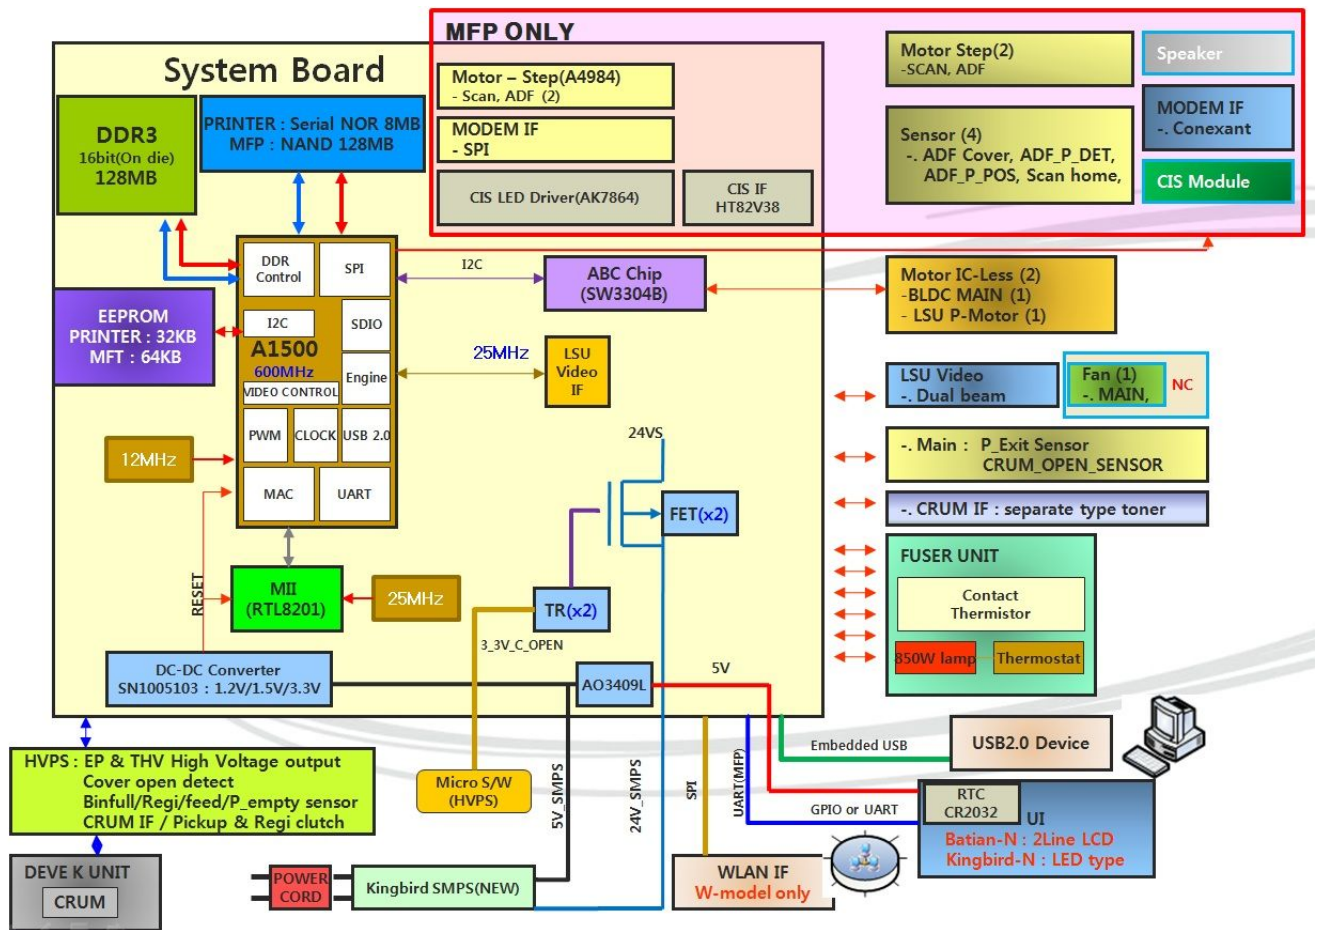 MFP ONLY
System Board
DDR3
16bit(On die)
128MB
PRINTER : Serial NOR 8MB
MFP : NAND 128MB
Motor – Step(A4984)
- Scan, ADF (2)
MODEM IF
- SPI
CIS LED Driver(AK7864)
CIS IF
HT82V38
Motor Step(2)
-SCAN, ADF
Sensor (4)
-. ADF Cover, ADF_P_DET,
ADF_P_POS, Scan home,
Speaker
MODEM IF
-. Conexant
CIS Module
DDR
Control
SPI
I2C
SDIO
A1500
600MHz
Engine
VIDEO CONTROL
PWM
CLOCK
USB 2.0
MAC
UART
EEPROM
PRINTER : 32KB
MFT : 64KB
I2C
ABC Chip
(SW3304B)
Motor IC-Less (2)
-BLDC MAIN (1)
- LSU P-Motor (1)
25MHz
LSU
Video
IF
LSU Video
-. Dual beam
Fan (1)
-. MAIN,
NC
12MHz
24VS
-. Main : P_Exit Sensor
CRUM_OPEN_SENSOR
FET(x2)
-. CRUM IF : separate type toner
RESET
MII
(RTL8201)
25MHz
TR(x2)
3_3V_C_OPEN
FUSER UNIT
Contact
Thermistor
850W lamp
Thermostat
DC-DC Converter
SN1005103 : 1.2V/1.5V/3.3V
AO3409L
5V
HVPS : EP & THV High Voltage output
Cover open detect
Binfull/Regi/feed/P_empty sensor
CRUM IF / Pickup & Regi clutch
Micro S/W
(HVPS)
5V_SMPS
24V_SMPS
SPI
UART(MFP)
Embedded USB
USB2.0 Device
GPIO or UART
RTC
CR2032
UI
Batian-N : 2Line LCD
Kingbird-N : LED type
DEVE K UNIT
CRUM
POWER
CORD
Kingbird SMPS(NEW)
WLAN IF
W-model only